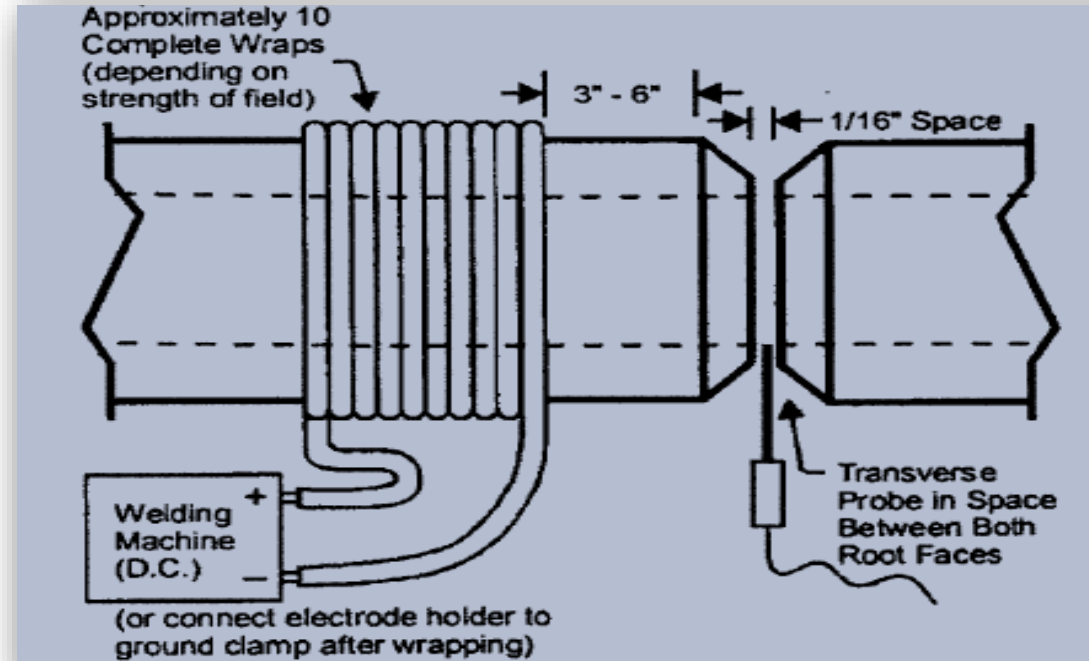 Approximately 10
Complete Wraps
(depending on
strength of field)
3" - 6"
1/16" Space
Welding
Machine
(D.C.)
+
–
Transverse
Probe in Space
Between Both
Root Faces
(or connect electrode holder to
ground clamp after wrapping)